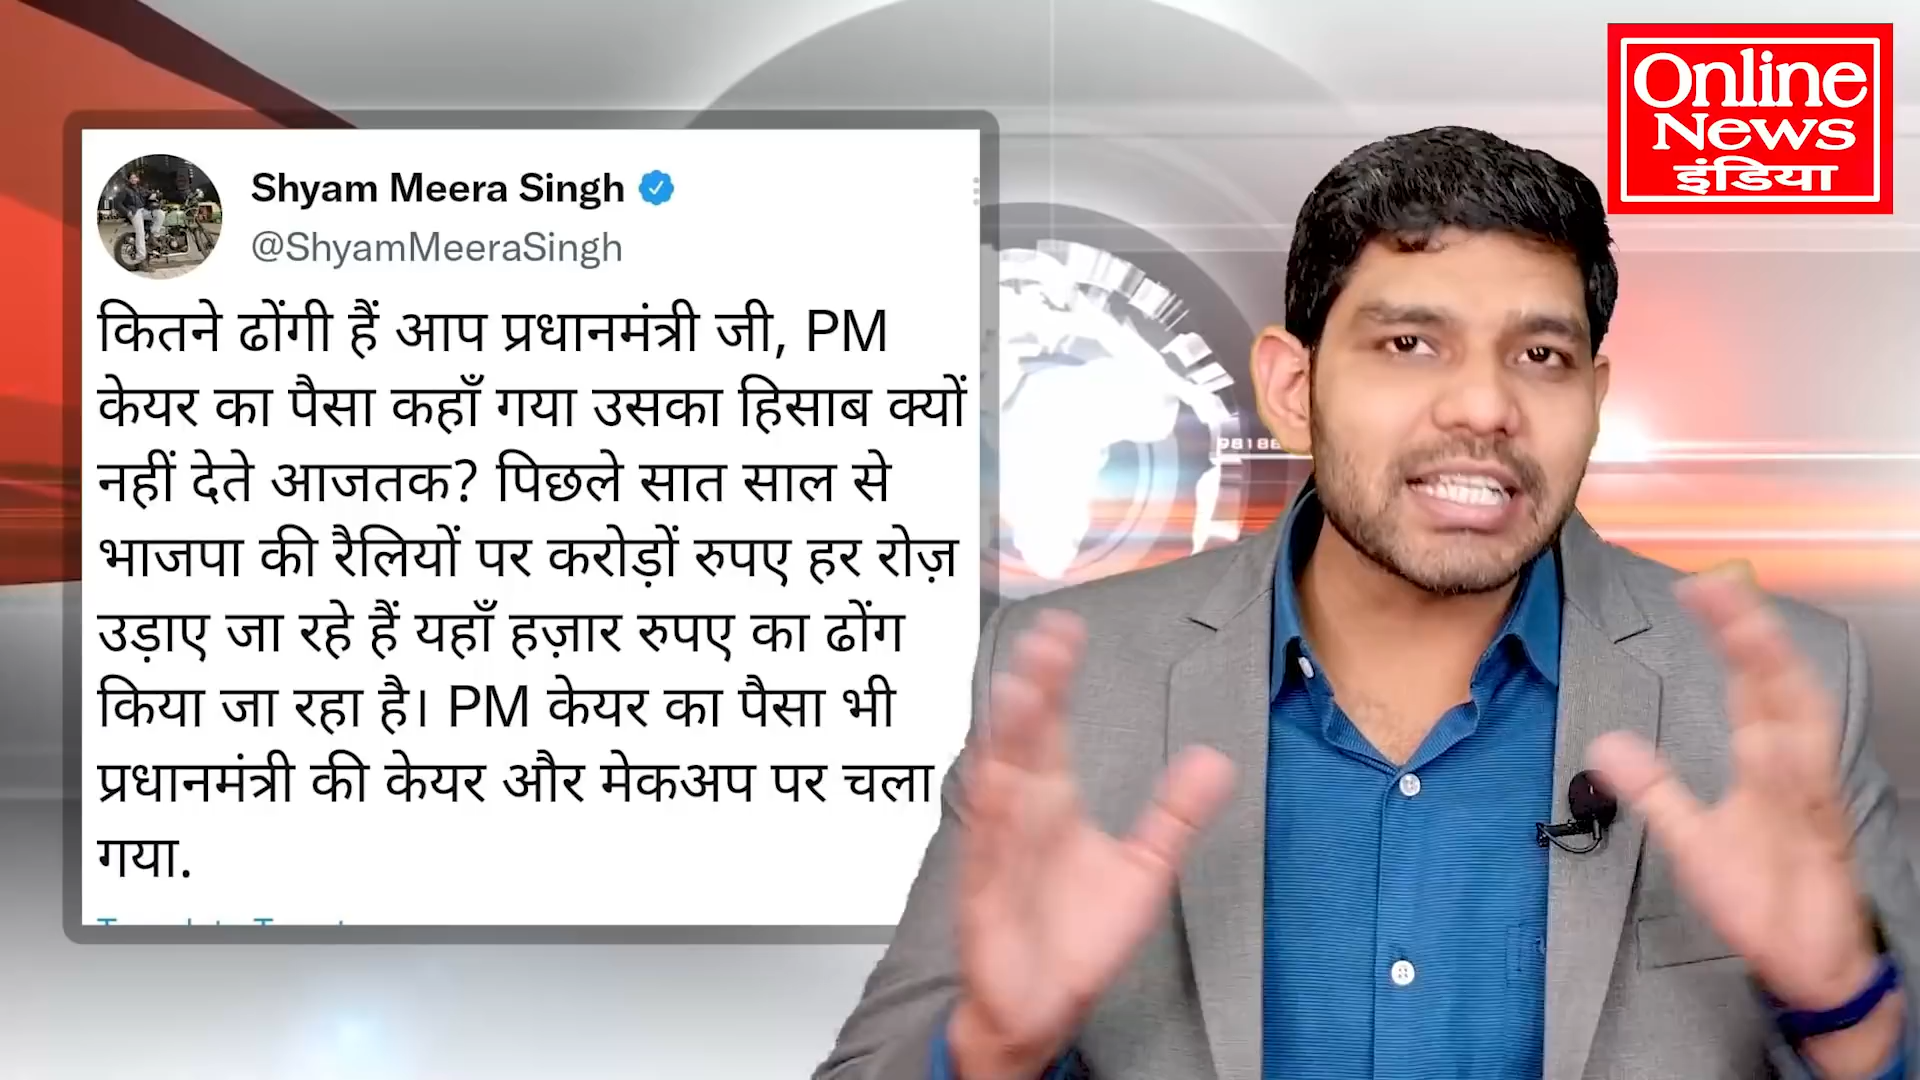 Shyam Meera Singh
@ShyamMeeraSingh
कितने ढोंगी हैं आप प्रधानमंत्री जी, PM
केयर का पैसा कहाँ गया उसका हिसाब क्यों
नहीं देते आजतक? पिछले सात साल से
भाजपा की रैलियों पर करोड़ों रुपए हर रोज़
उड़ाए जा रहे हैं यहाँ हज़ार रुपए का ढोंग
किया जा रहा है। PM केयर का पैसा भी
प्रधानमंत्री की केयर और मेकअप पर चला
गया.
Online
News
इंडिया